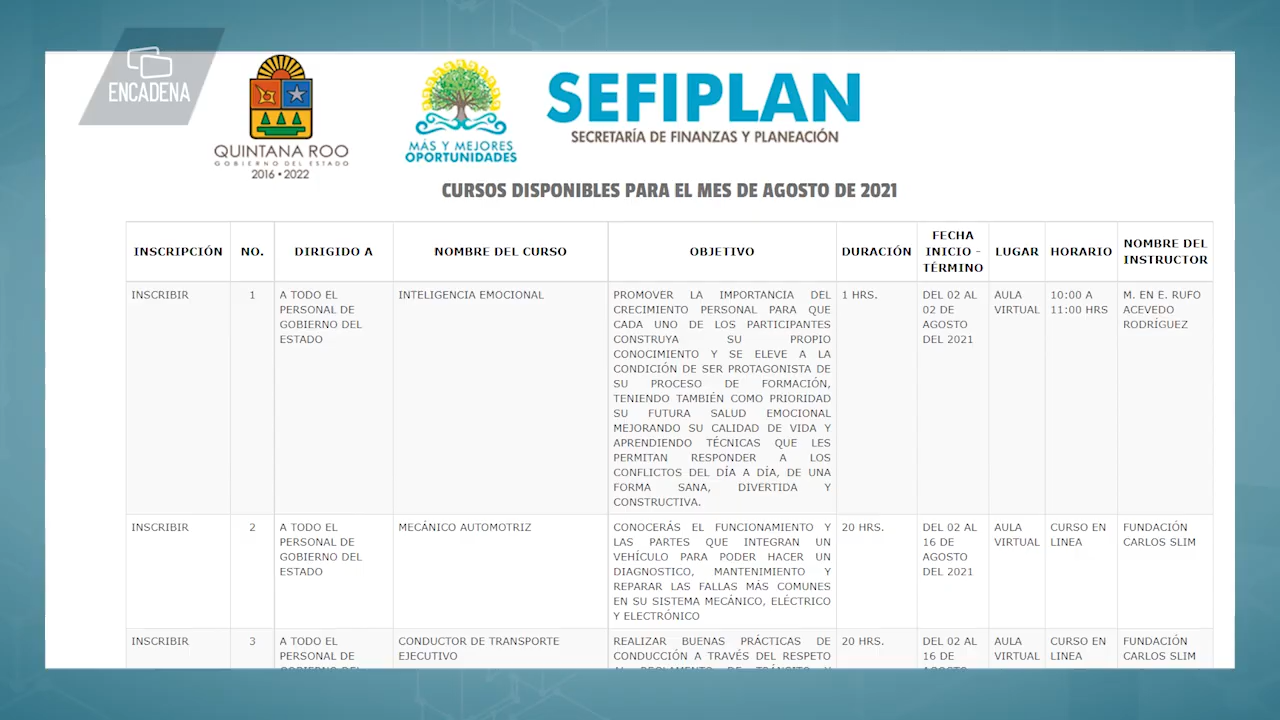 ENCADENA
QUINTANA ROO
GOBIERNO DEL ESTADO
2016 • 2022
MÁS Y MEJORES
OPORTUNIDADES
SEFIPLAN
SECRETARÍA DE FINANZAS Y PLANEACIÓN
CURSOS DISPONIBLES PARA EL MES DE AGOSTO DE 2021
INSCRIPCIÓN
NO.
DIRIGIDO A
NOMBRE DEL CURSO
OBJETIVO
DURACIÓN
FECHA
INICIO -
TÉRMINO
LUGAR
HORARIO
NOMBRE DEL
INSTRUCTOR
INSCRIBIR
1
A TODO EL
PERSONAL DE
GOBIERNO DEL
ESTADO
INTELIGENCIA EMOCIONAL
PROMOVER LA IMPORTANCIA DEL
CRECIMIENTO PERSONAL PARA QUE
CADA UNO DE LOS PARTICIPANTES
CONSTRUYA SU PROPIO
CONOCIMIENTO Y SE ELEVE A LA
CONDICIÓN DE SER PROTAGONISTA DE
SU PROCESO DE FORMACIÓN,
TENIENDO TAMBIÉN COMO PRIORIDAD
SU FUTURA SALUD EMOCIONAL
MEJORANDO SU CALIDAD DE VIDA Y
APRENDIENDO TÉCNICAS QUE LES
PERMITAN RESPONDER A LOS
CONFLICTOS DEL DÍA A DÍA, DE UNA
FORMA SANA, DIVERTIDA Y
CONSTRUCTIVA.
1 HRS.
DEL 02 AL
02 DE
AGOSTO
DEL 2021
AULA
VIRTUAL
10:00 A
11:00 HRS
M. EN E. RUFO
ACEVEDO
RODRÍGUEZ
INSCRIBIR
2
A TODO EL
PERSONAL DE
GOBIERNO DEL
ESTADO
MECÁNICO AUTOMOTRIZ
CONOCERÁS EL FUNCIONAMIENTO Y
LAS PARTES QUE INTEGRAN UN
VEHÍCULO PARA PODER HACER UN
DIAGNOSTICO, MANTENIMIENTO Y
REPARAR LAS FALLAS MÁS COMUNES
EN SU SISTEMA MECÁNICO, ELÉCTRICO
Y ELECTRÓNICO
20 HRS.
DEL 02 AL
16 DE
AGOSTO
DEL 2021
AULA
VIRTUAL
CURSO EN
LINEA
FUNDACIÓN
CARLOS SLIM
INSCRIBIR
3
A TODO EL
PERSONAL DE
GOBIERNO DEL
CONDUCTOR DE TRANSPORTE
EJECUTIVO
REALIZAR BUENAS PRÁCTICAS DE
CONDUCCIÓN A TRAVÉS DEL RESPETO
AL REGLAMENTO DE TRÁNSITO Y
20 HRS.
DEL 02 AL
16 DE
AGOSTO
AULA
VIRTUAL
CURSO EN
LINEA
FUNDACIÓN
CARLOS SLIM